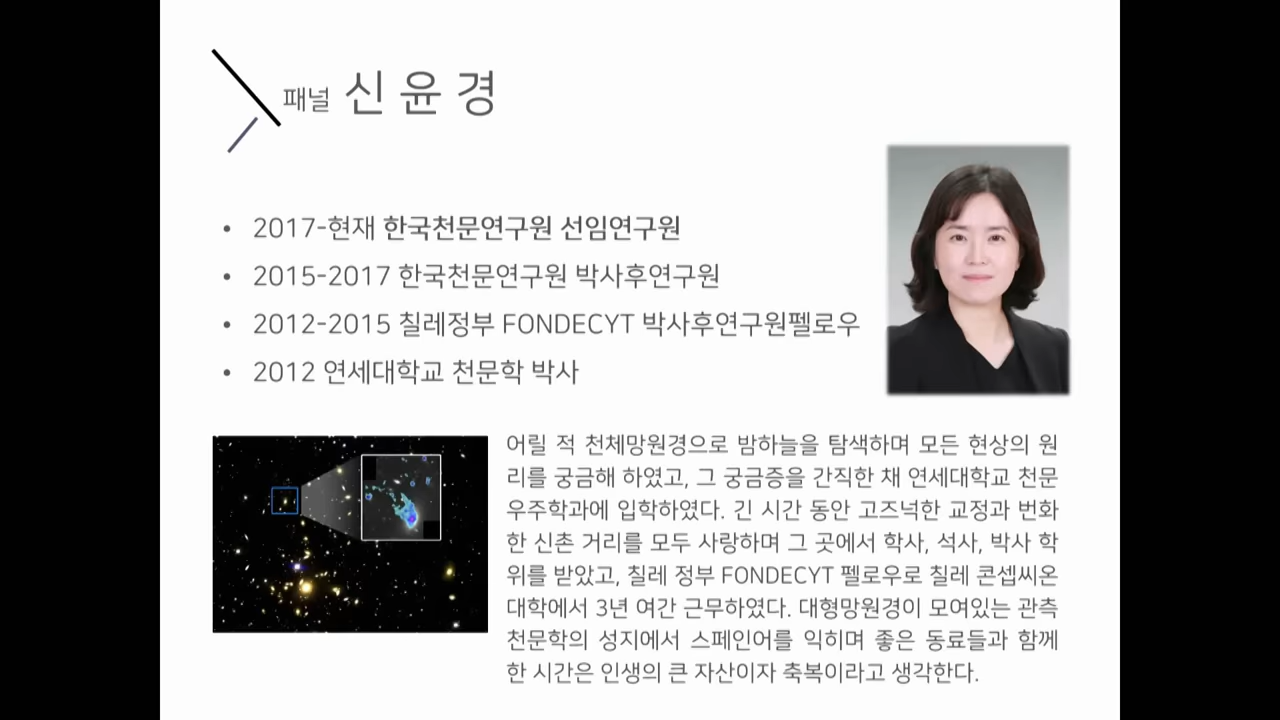 패널 신 윤 경
• 2017-현재 한국천문연구원 선임연구원
• 2015-2017 한국천문연구원 박사후연구원
• 2012-2015 칠레정부 FONDECYT 박사후연구원펠로우
• 2012 연세대학교 천문학 박사
어릴 적 천체망원경으로 밤하늘을 탐색하며 모든 현상의 원
리를 궁금해 하였고, 그 궁금증을 간직한 채 연세대학교 천문
우주학과에 입학하였다. 긴 시간 동안 고즈넉한 교정과 번화
한 신촌 거리를 모두 사랑하며 그 곳에서 학사, 석사, 박사 학
위를 받았고, 칠레 정부 FONDECYT 펠로우로 칠레 콘셉씨온
대학에서 3년 여간 근무하였다. 대형망원경이 모여있는 관측
천문학의 성지에서 스페인어를 익히며 좋은 동료들과 함께
한 시간은 인생의 큰 자산이자 축복이라고 생각한다.